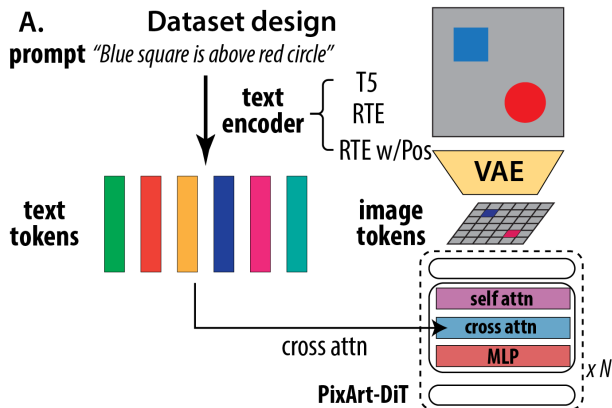 A.
Dataset design
prompt "Blue square is above red circle"
text encoder
T5
RTE
RTE w/Pos
VAE
text tokens
image tokens
self attn
cross attn
MLP
cross attn
x N
PixArt-DiT